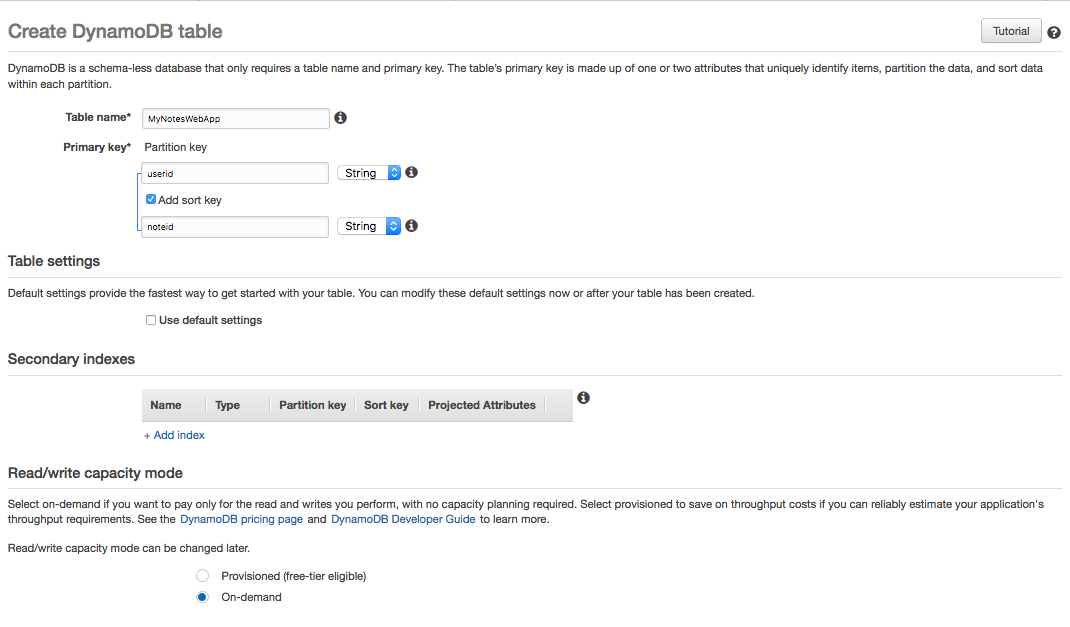 Create DynamoDB table
Tutorial
DynamoDB is a schema-less database that only requires a table name and primary key. The table's primary key is made up of one or two attributes that uniquely identify items, partition the data, and sort data
within each partition.
Table name* MyNotesWebApp
Primary key* Partition key
userid String
Add sort key
noteid String
Table settings
Default settings provide the fastest way to get started with your table. You can modify these default settings now or after your table has been created.
Use default settings
Secondary indexes
Name Type Partition key Sort key Projected Attributes
+ Add index
Read/write capacity mode
Select on-demand if you want to pay only for the read and writes you perform, with no capacity planning required. Select provisioned to save on throughput costs if you can reliably estimate your application's
throughput requirements. See the DynamoDB pricing page and DynamoDB Developer Guide to learn more.
Read/write capacity mode can be changed later.
Provisioned (free-tier eligible)
On-demand